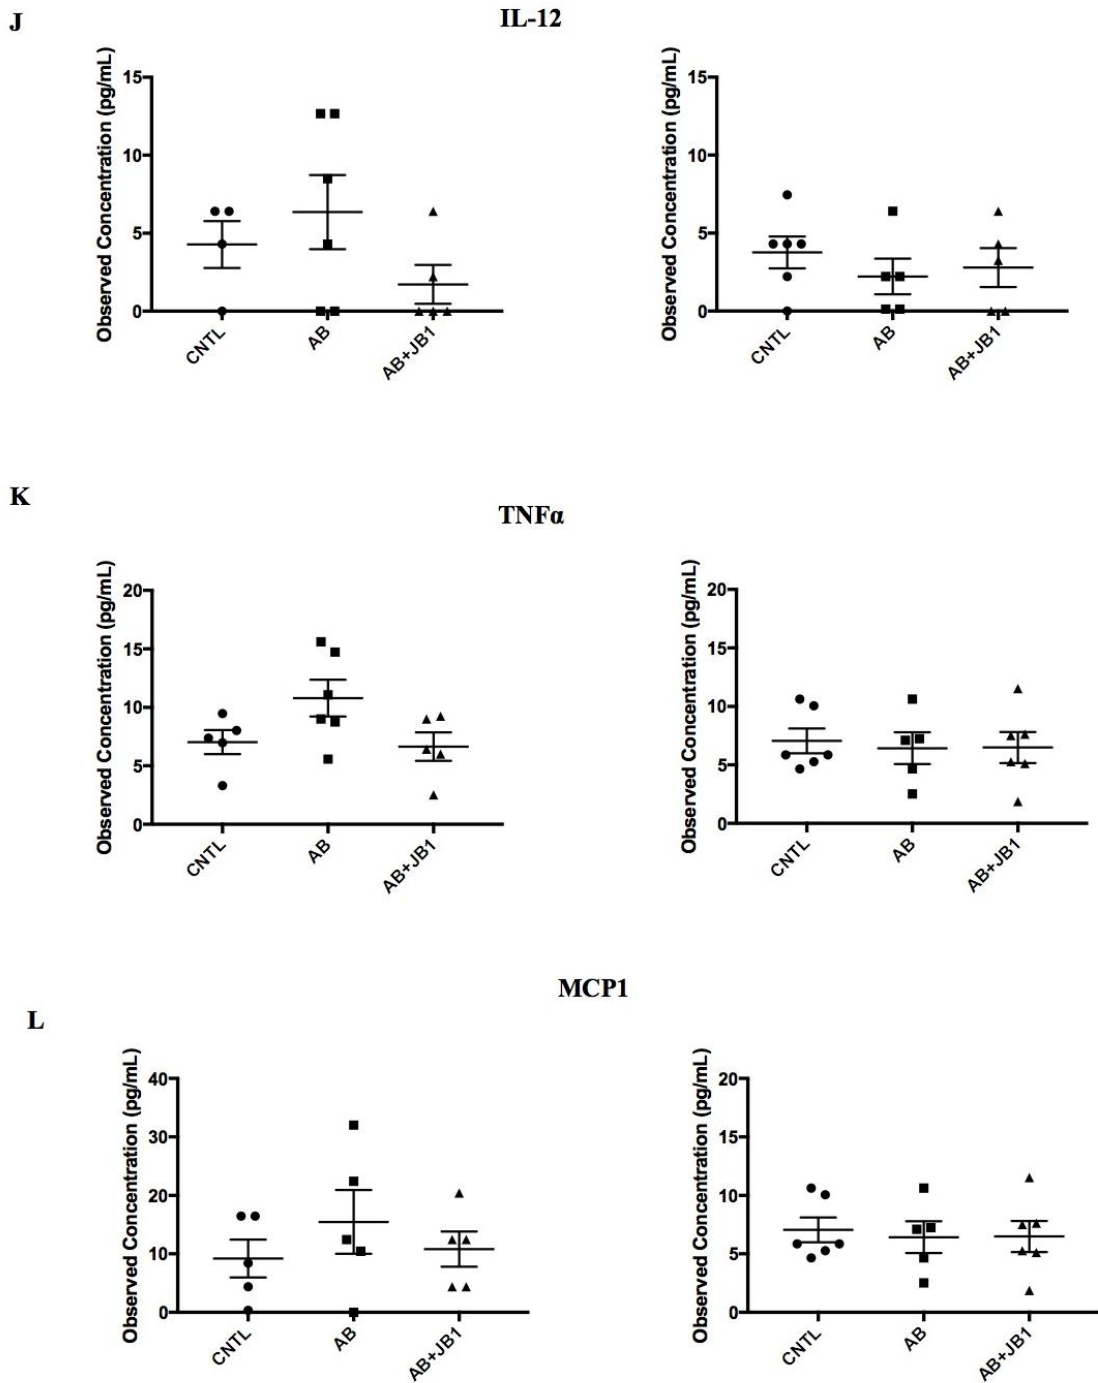 J
IL-12
Observed Concentration (pg/mL)
15
10
5
0
CNTL
AB
AB+JB1
Observed Concentration (pg/mL)
15
10
5
0
CNTL
AB
AB+JB1
K
TNFα
Observed Concentration (pg/mL)
20
15
10
5
0
CNTL
AB
AB+JB1
Observed Concentration (pg/mL)
20
15
10
5
0
CNTL
AB
AB+JB1
MCP1
L
Observed Concentration (pg/mL)
40
30
20
10
0
CNTL
AB
AB+JB1
Observed Concentration (pg/mL)
20
15
10
5
0
CNTL
AB
AB+JB1